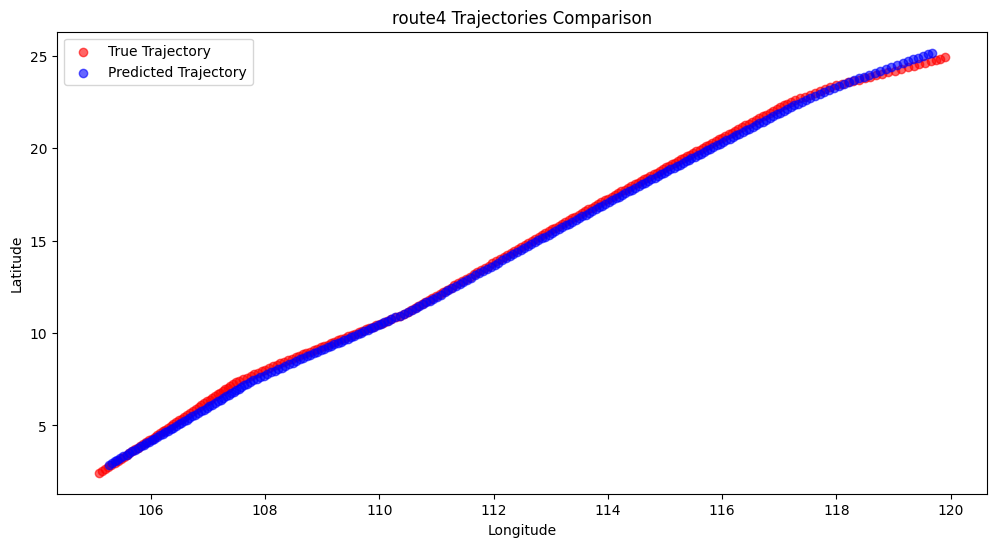 route4 Trajectories Comparison
True Trajectory
Predicted Trajectory
25
20
15
10
5
Latitude
106 108 110 112 114 116 118 120
Longitude